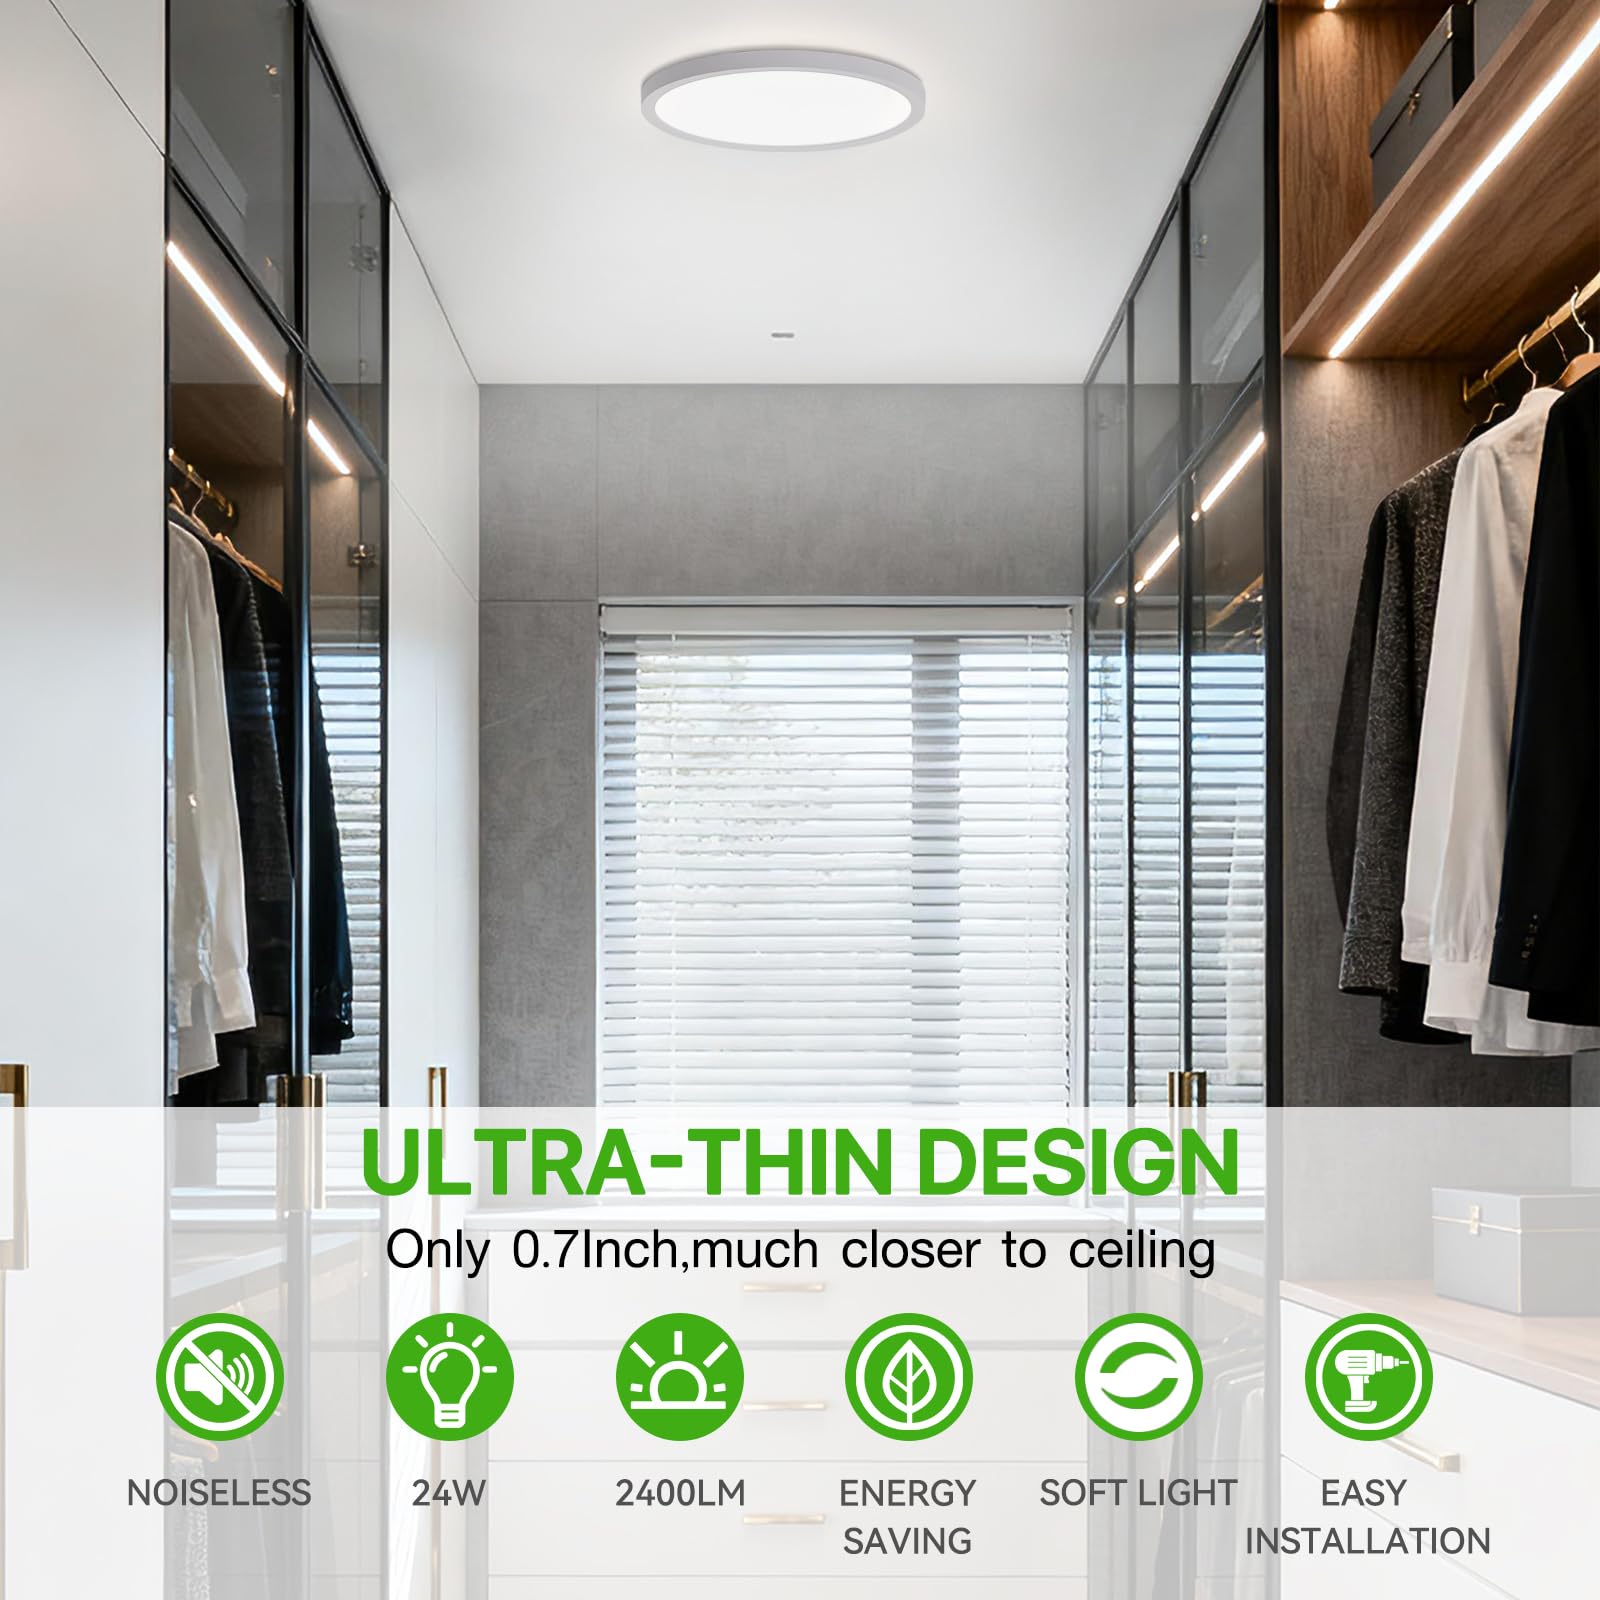 ULTRA-THIN DESIGN
Only 0.7Inch,much closer to ceiling
NOISELESS
24W
2400LM
ENERGY
SAVING
SOFT LIGHT
EASY
INSTALLATION